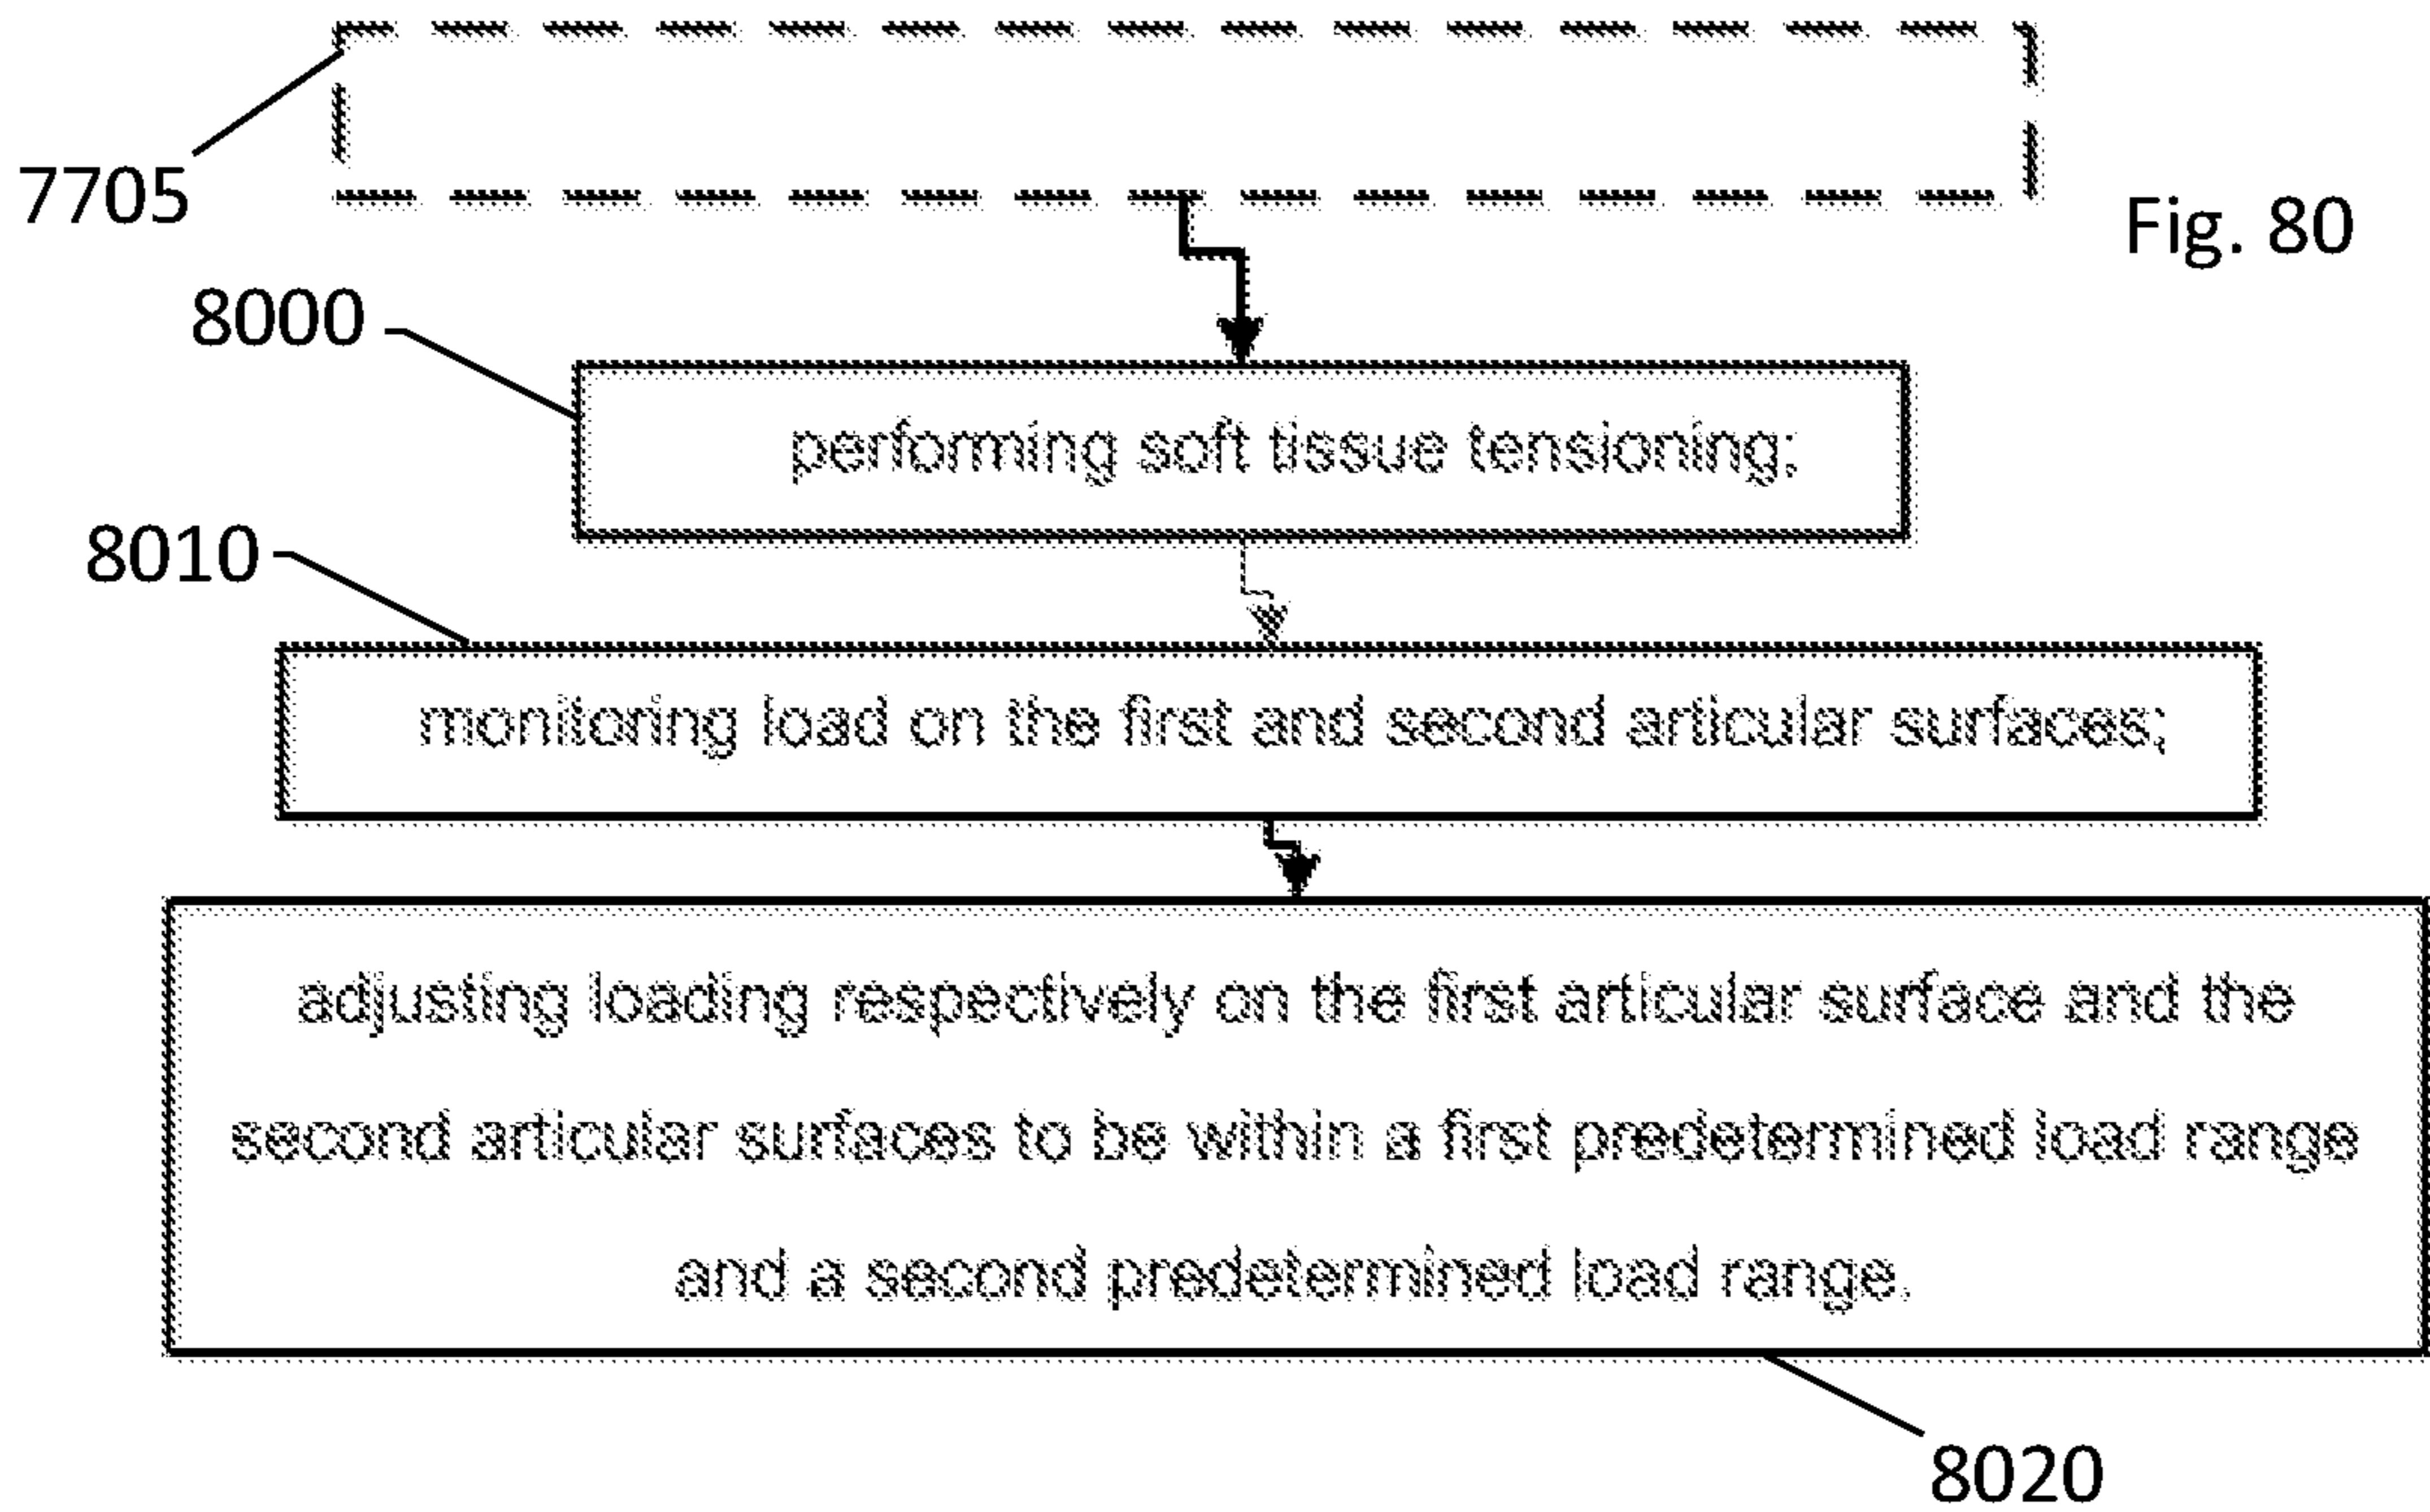 7705
Fig. 80
8000
performing soft tissue tensioning;
8010
monitoring load on the first and second articular surfaces;
adjusting loading respectively on the first articular surface and the
second articular surfaces to be within a first predetermined load range
and a second predetermined load range.
8020